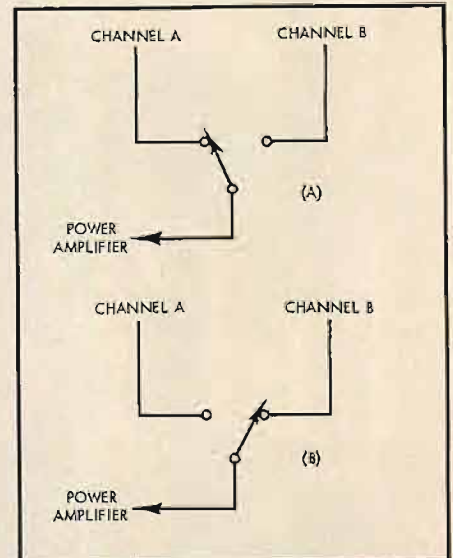 CHANNEL A CHANNEL B
(A)
POWER
AMPLIFIER
CHANNEL A CHANNEL B
(B)
POWER
AMPLIFIER